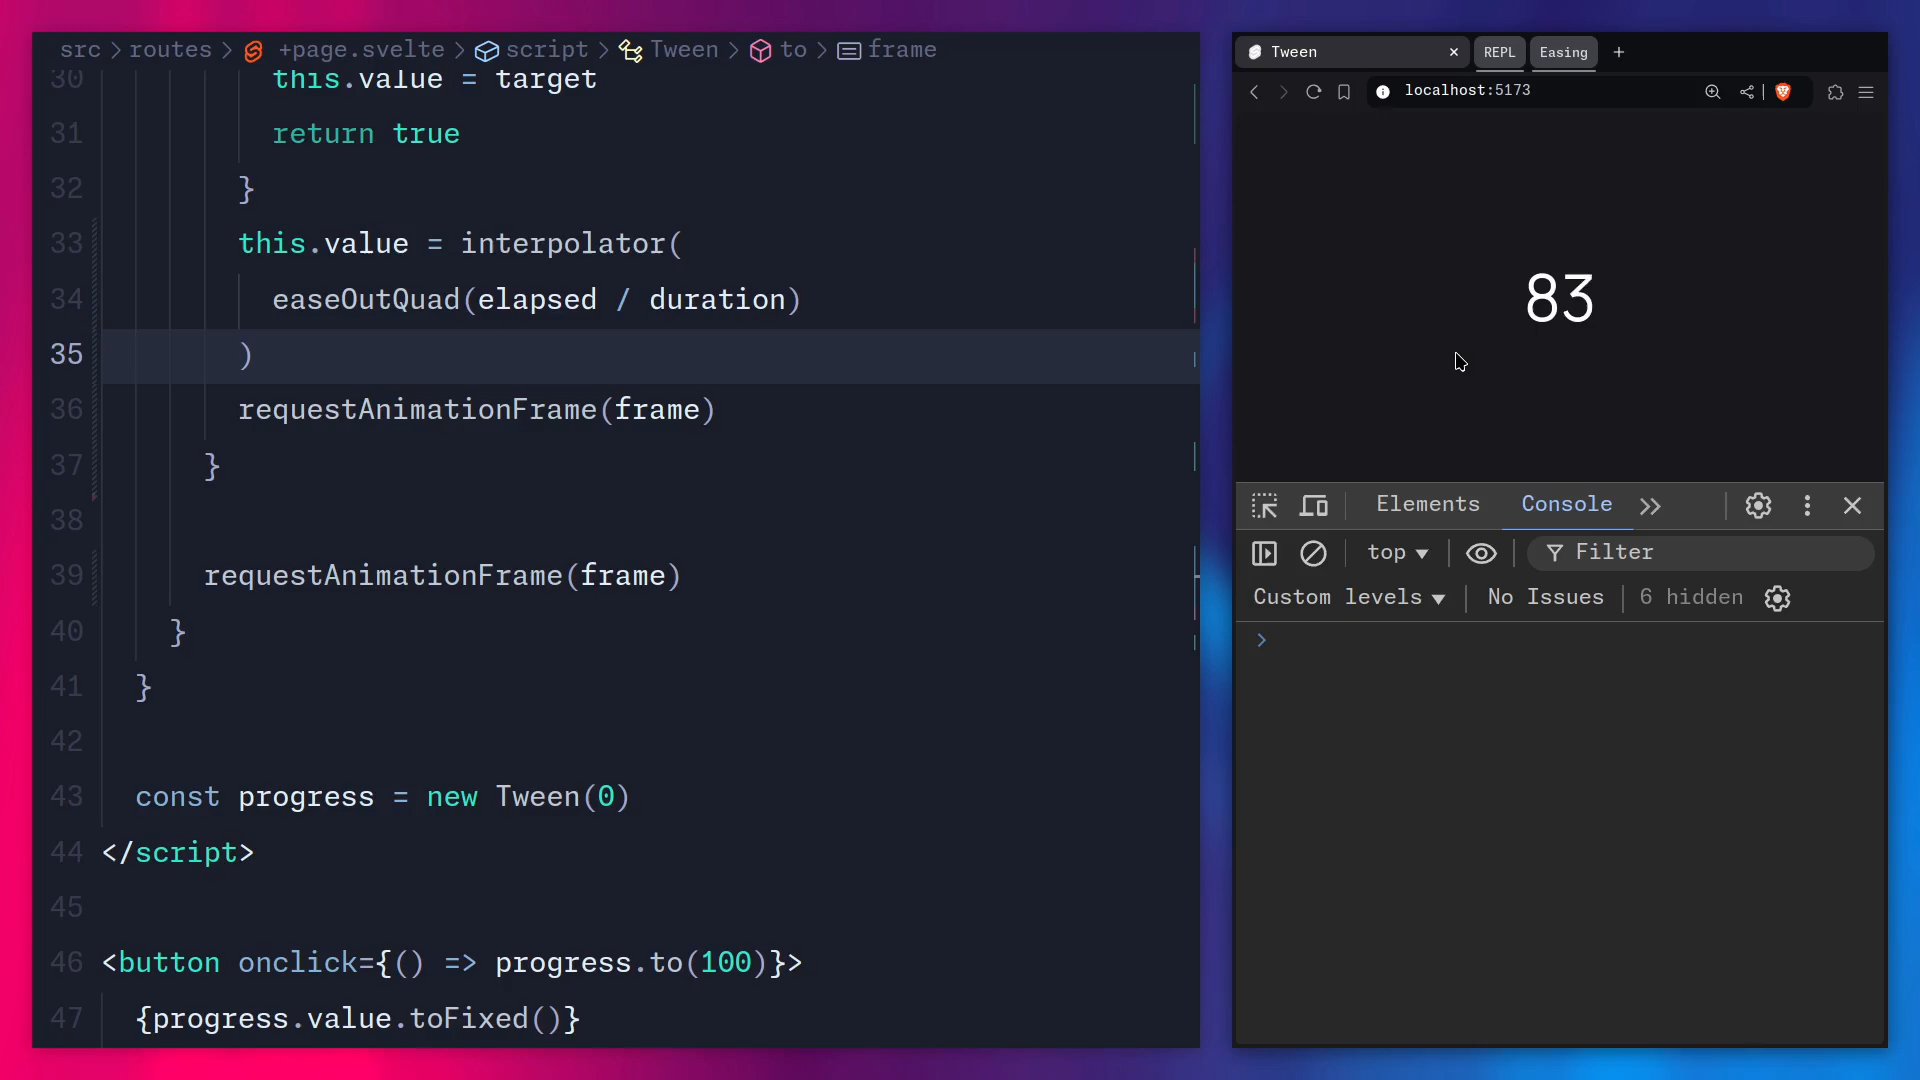 src > routes > +page.svelte > script > Tween > to > frame
30 this.value = target
31 return true
32 }
33 this.value = interpolator(
34 easeOutQuad(elapsed / duration)
35 )
36 requestAnimationFrame(frame)
37 }
38
39 requestAnimationFrame(frame)
40 }
41 }
42
43 const progress = new Tween(0)
44 </script>
45
46 <button onclick={() => progress.to(100)}>
47 {progress.value.toFixed()}
Tween × REPL Easing +
localhost:5173
83
Elements Console
top Filter
Custom levels No Issues 6 hidden